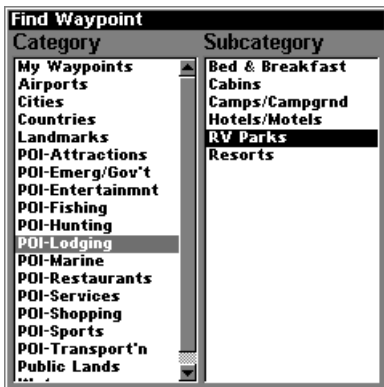 Find Waypoint
Category
My Waypoints
Airports
Cities
Countries
Landmarks
POI-Attractions
POI-Emerg/Gov't
POI-Entertainmnt
POI-Fishing
POI-Hunting
POI-Lodging
POI-Marine
POI-Restaurants
POI-Services
POI-Shopping
POI-Sports
POI-Transport'n
Public Lands
Subcategory
Bed & Breakfast
Cabins
Camps/Campgrnd
Hotels/Motels
RV Parks
Resorts